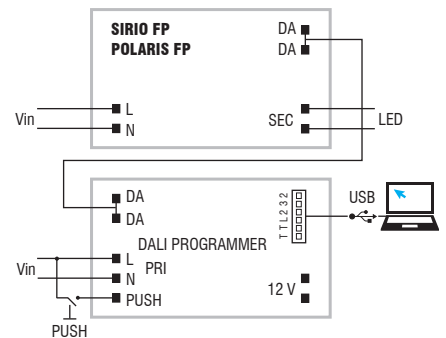 SIRIO FP
POLARIS FP
DA
DA
Vin
L
N
SEC
LED
DA
DA
TTL232
USB
DALI PROGRAMMER
PRI
Vin
L
N
PUSH
12 V
PUSH